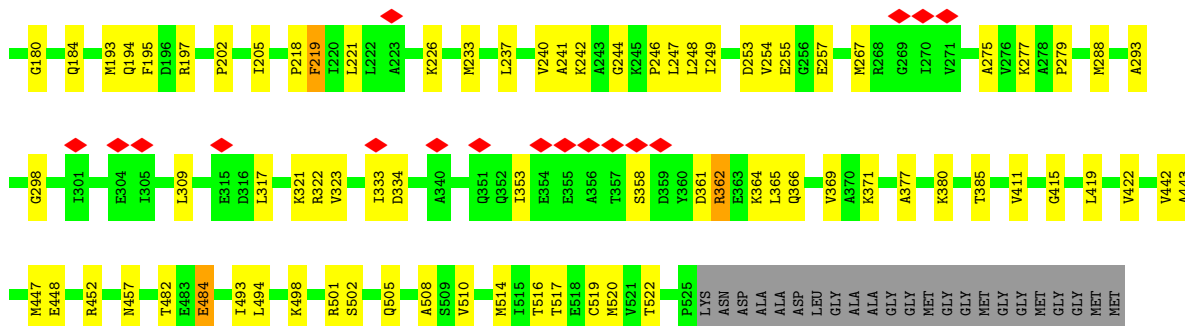 G180 Q184 M193 Q194 F195 D196 R197 P202 I205 P218 F219 I220 L221 L222 A223 K226 M233 L237 V240 A241 K242 A243 G244 K245 P246 L247 L248 I249 D253 V254 E255 G256 E257 M267 R268 G269 I270 V271 A275 V276 K277 A278 P279 M288 A293
G298 I301 E304 I305 L309 E315 D316 L317 K321 R322 V323 I333 D334 A340 Q351 Q352 I353 E354 E355 A356 T357 S358 D359 Y360 D361 R362 E363 K364 L365 Q366 V369 A370 K371 A377 K380 T385 V411 G415 L419 V422 V442 A443
M447 E448 R452 N457 T482 E483 E484 I493 L494 K498 R501 S502 Q505 A508 S509 V510 M514 I515 T516 T517 E518 C519 M520 V521 T522 P525 LYS ASN ASP ALA ALA ASP LEU GLY ALA ALA GLY GLY MET GLY GLY MET GLY GLY MET GLY GLY MET MET